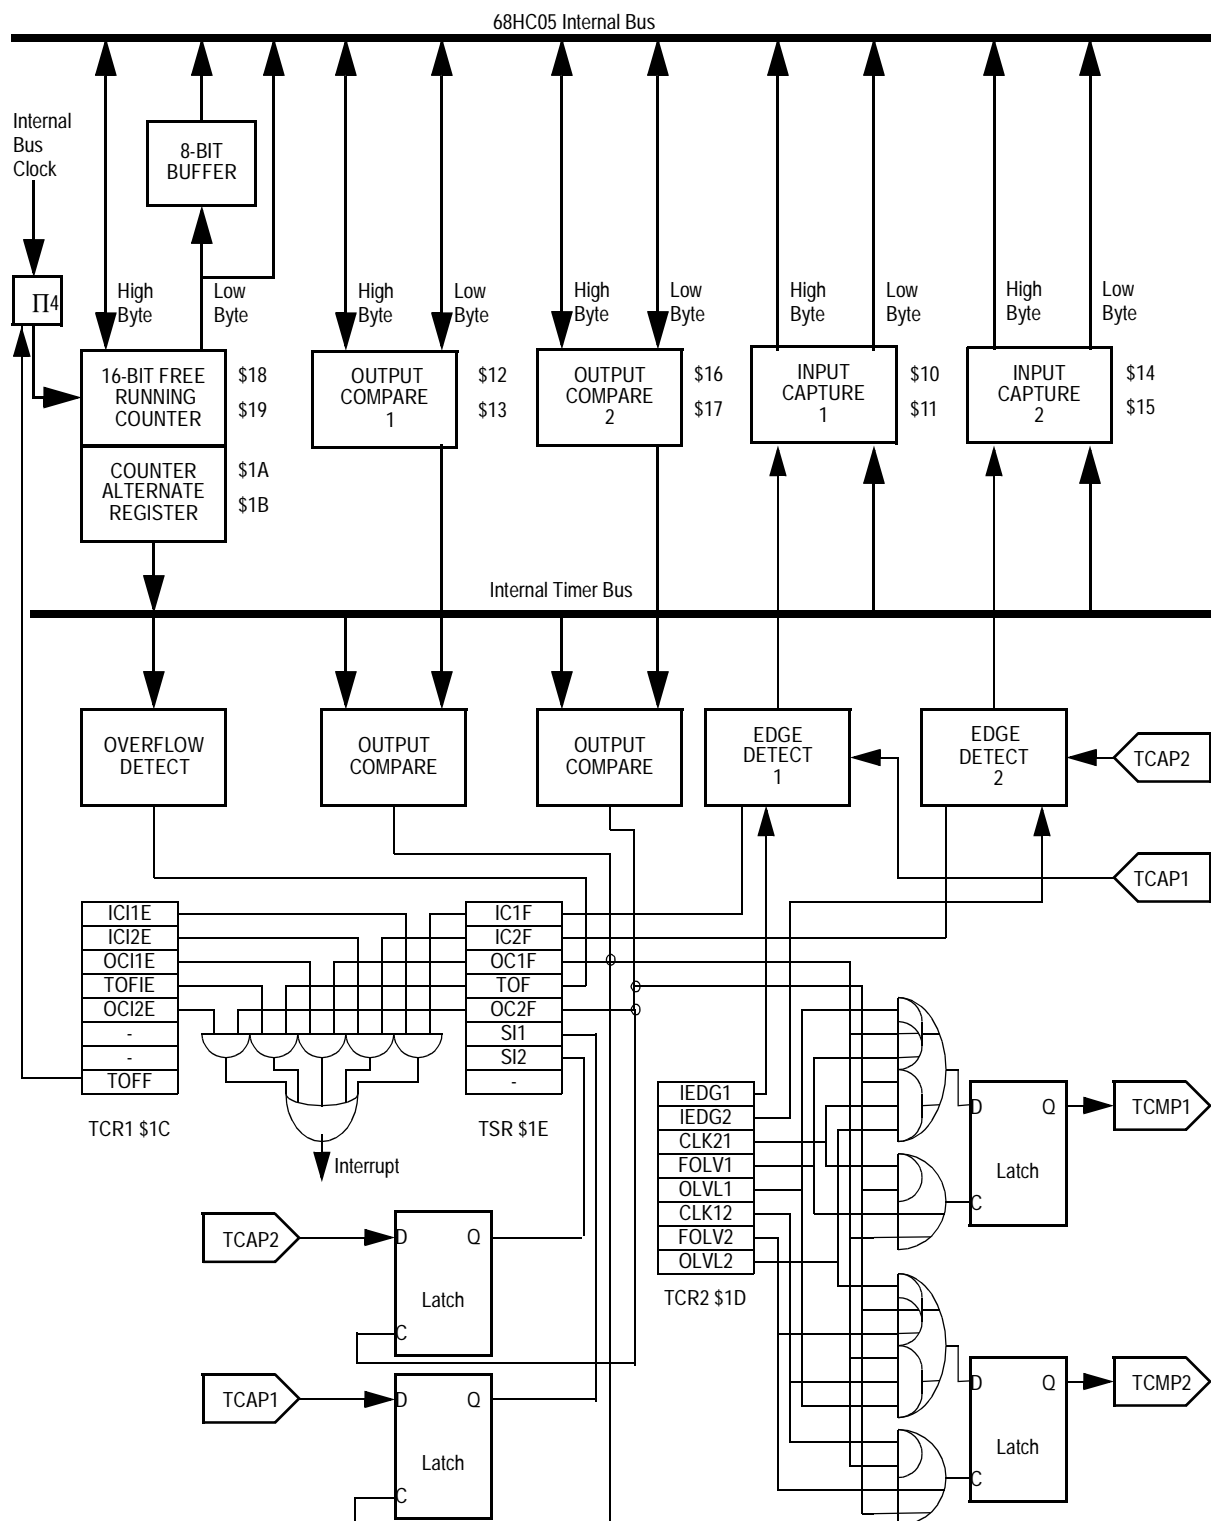 68HC05 Internal Bus
Internal
Bus
Clock
8-BIT
BUFFER
Π4
High
Byte
Low
Byte
High
Byte
Low
Byte
High
Byte
Low
Byte
High
Byte
Low
Byte
High
Byte
Low
Byte
16-BIT FREE
RUNNING
COUNTER
$18
$19
OUTPUT
COMPARE
1
$12
$13
OUTPUT
COMPARE
2
$16
$17
INPUT
CAPTURE
1
$10
$11
INPUT
CAPTURE
2
$14
$15
COUNTER
ALTERNATE
REGISTER
$1A
$1B
Internal Timer Bus
OVERFLOW
DETECT
OUTPUT
COMPARE
OUTPUT
COMPARE
EDGE
DETECT
1
EDGE
DETECT
2
TCAP2
TCAP1
ICI1E
ICI2E
OCI1E
TOFIE
OCI2E
-
-
TOFF
TCR1 $1C
IC1F
IC2F
OC1F
TOF
OC2F
SI1
SI2
-
TSR $1E
Interrupt
IEDG1
IEDG2
CLK21
FOLV1
OLVL1
CLK12
FOLV2
OLVL2
TCR2 $1D
D
Q
Latch
C
TCMP1
TCAP2
D
Q
Latch
C
TCAP1
D
Q
Latch
C
D
Q
Latch
C
TCMP2